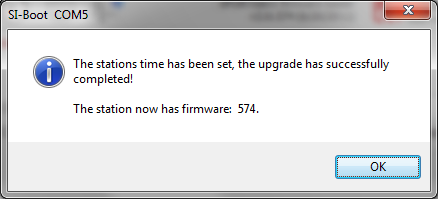 SI-Boot COM5
The stations time has been set, the upgrade has successfully
completed!
The station now has firmware: 574.
OK